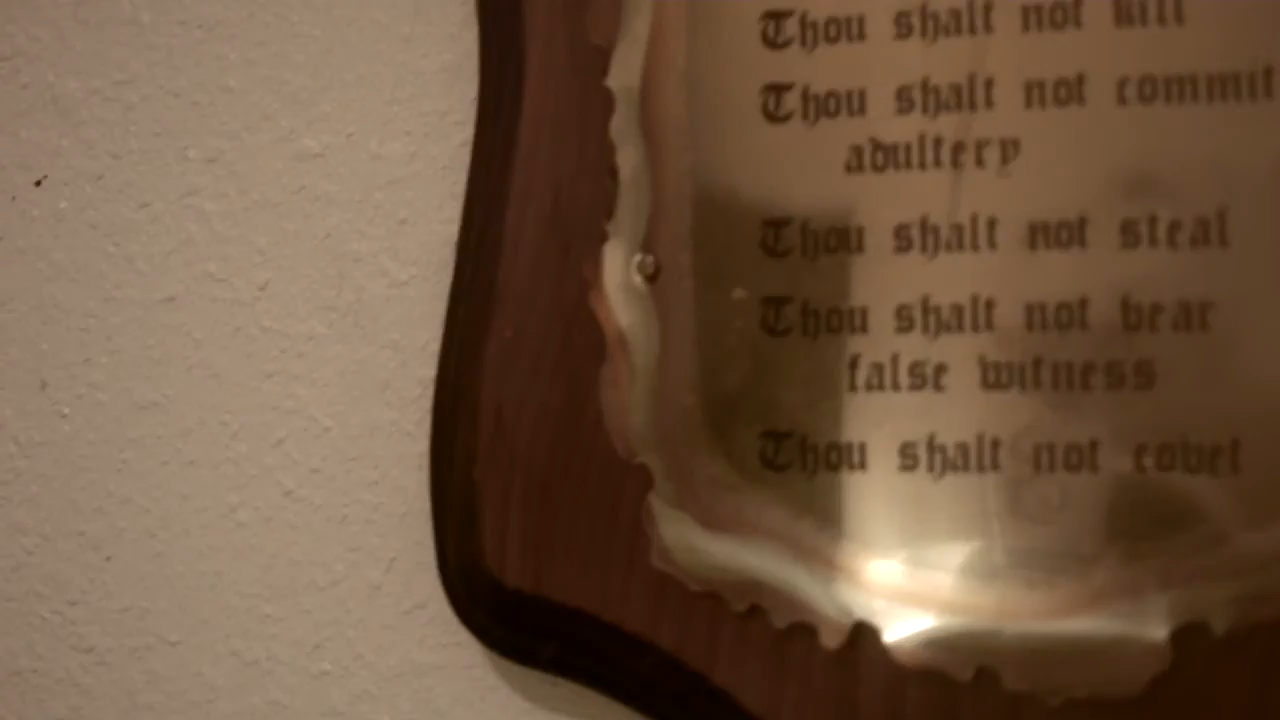 Thou shalt not kill
Thou shalt not commit
adultery
Thou shalt not steal
Thou shalt not bear
false witness
Thou shalt not covet